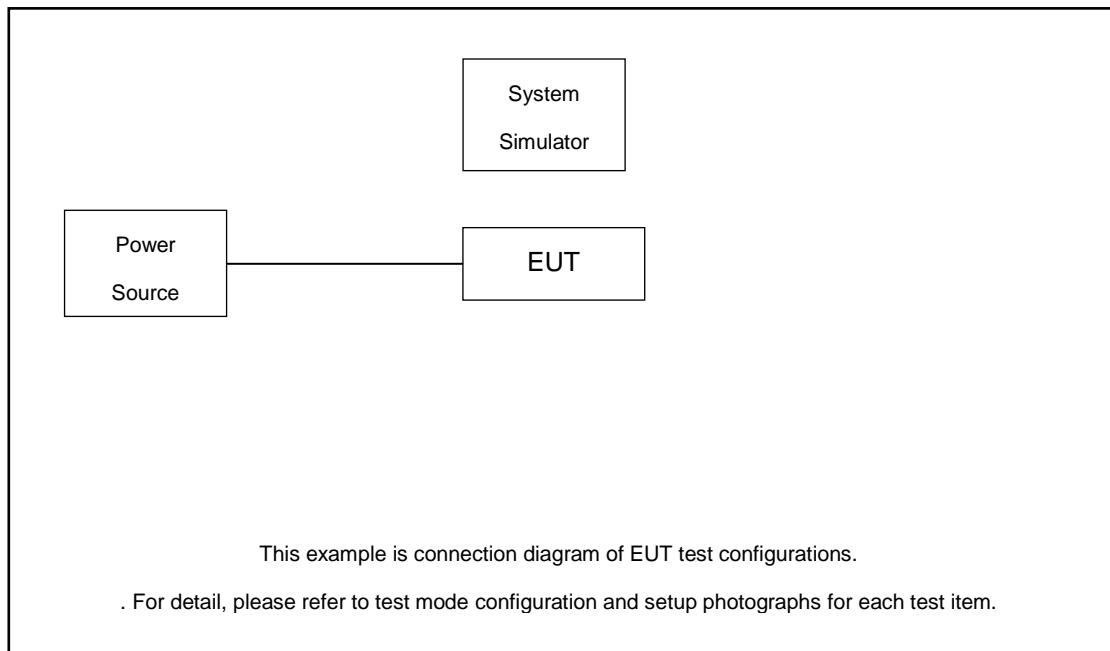 System
Simulator
Power
Source
EUT
This example is connection diagram of EUT test configurations.
. For detail, please refer to test mode configuration and setup photographs for each test item.